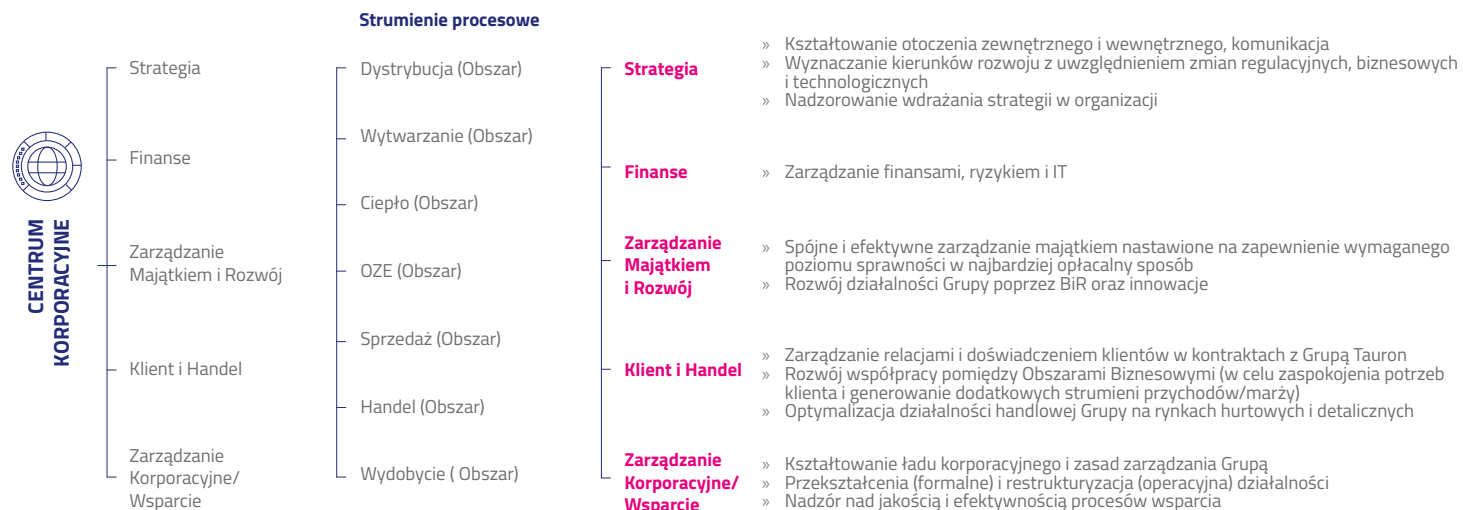 Strumienie procesowe
CENTRUM
KORPORACYJNE
Strategia
Finanse
Zarządzanie
Majątkiem i Rozwój
Klient i Handel
Zarządzanie
Korporacyjne/
Wsparcie
Dystrybucja (Obszar)
Wytwarzanie (Obszar)
Ciepło (Obszar)
OZE (Obszar)
Sprzedaż (Obszar)
Handel (Obszar)
Wydobycie ( Obszar)
Strategia
» Kształtowanie otoczenia zewnętrznego i wewnętrznego, komunikacja
» Wyznaczanie kierunków rozwoju z uwzględnieniem zmian regulacyjnych, biznesowych
i technologicznych
» Nadzorowanie wdrażania strategii w organizacji
Finanse
» Zarządzanie finansami, ryzykiem i IT
Zarządzanie
Majątkiem
i Rozwój
» Spójne i efektywne zarządzanie majątkiem nastawione na zapewnienie wymaganego
poziomu sprawności w najbardziej opłacalny sposób
» Rozwój działalności Grupy poprzez BiR oraz innowacje
Klient i Handel
» Zarządzanie relacjami i doświadczeniem klientów w kontraktach z Grupą Tauron
» Rozwój współpracy pomiędzy Obszarami Biznesowymi (w celu zaspokojenia potrzeb
klienta i generowanie dodatkowych strumieni przychodów/marży)
» Optymalizacja działalności handlowej Grupy na rynkach hurtowych i detalicznych
Zarządzanie
Korporacyjne/
Wsparcie
» Kształtowanie ładu korporacyjnego i zasad zarządzania Grupą
» Przekształcenia (formalne) i restrukturyzacja (operacyjna) działalności
» Nadzór nad jakością i efektywnością procesów wsparcia